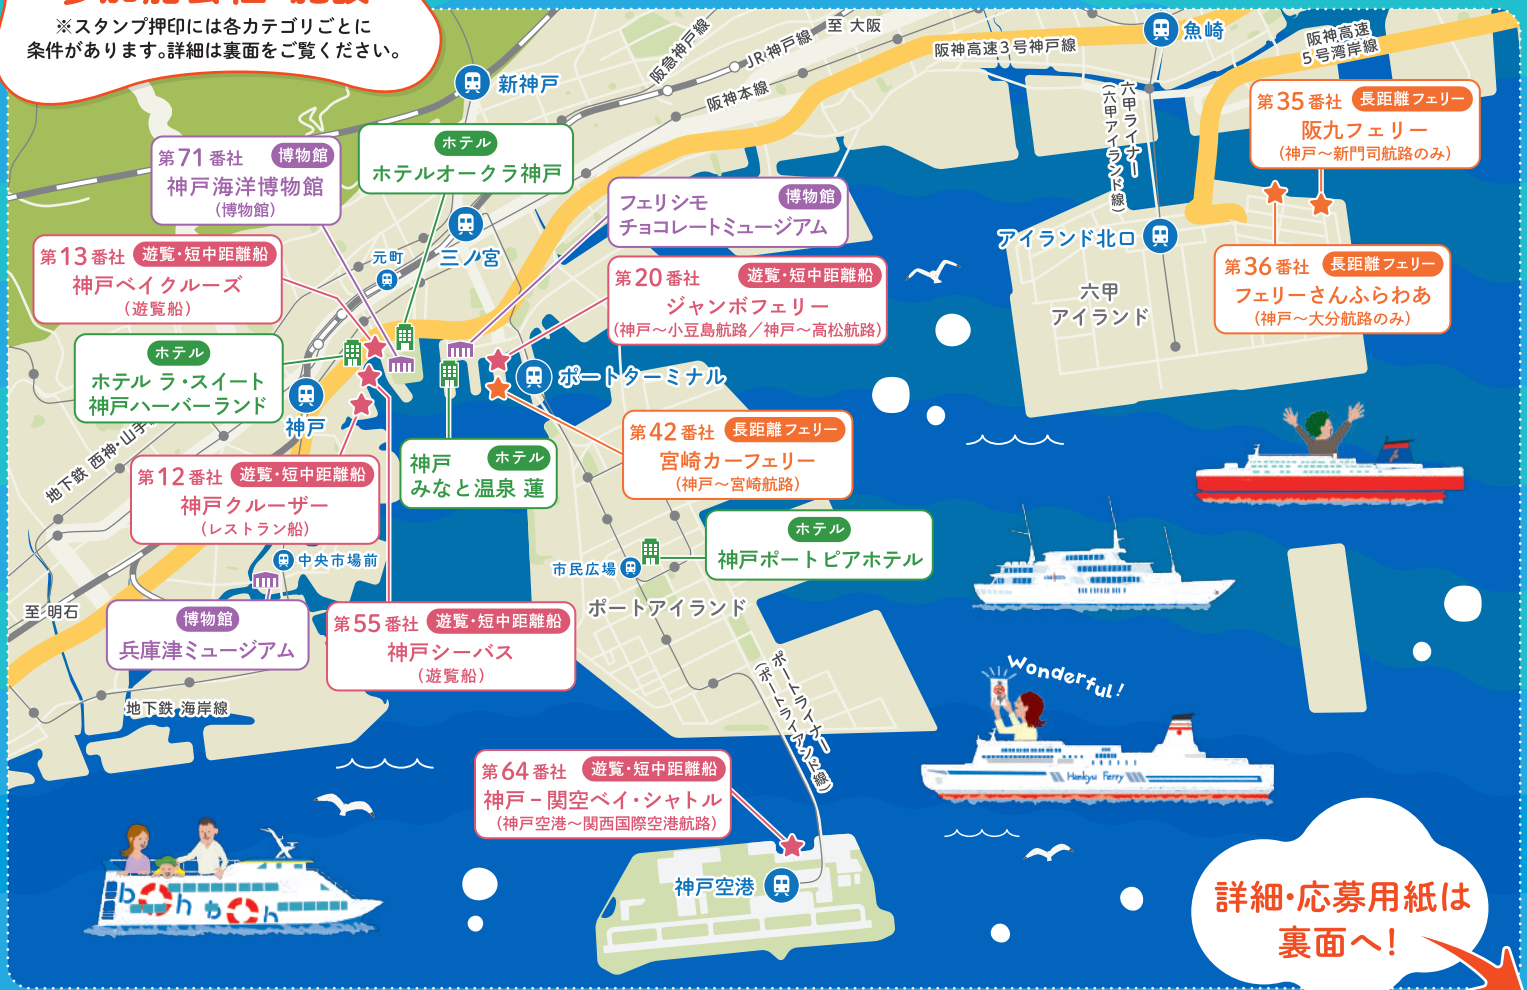 ※スタンプ押印には各カテゴリごとに
条件があります。詳細は裏面をご覧ください。
至 大阪
阪急神戸線
JR神戸線
阪神本線
阪神高速3号神戸線
魚崎
阪神高速
5号湾岸線
新神戸
六甲ライナー
(六甲アイランド線)
第35番社 長距離フェリー
阪九フェリー
(神戸〜新門司航路のみ)
第71番社 博物館
神戸海洋博物館
(博物館)
ホテル
ホテルオークラ神戸
フェリシモ 博物館
チョコレートミュージアム
三ノ宮
元町
アイランド北口
第13番社 遊覧・短中距離船
神戸ベイクルーズ
(遊覧船)
第20番社 遊覧・短中距離船
ジャンボフェリー
(神戸〜小豆島航路/神戸〜高松航路)
六甲
アイランド
第36番社 長距離フェリー
フェリーさんふらわあ
(神戸〜大分航路のみ)
ホテル
ホテル ラ・スイート
神戸ハーバーランド
神戸
ポートターミナル
地下鉄 西神・山手
第42番社 長距離フェリー
宮崎カーフェリー
(神戸〜宮崎航路)
第12番社 遊覧・短中距離船
神戸クルーザー
(レストラン船)
神戸 ホテル
みなと温泉 蓮
ホテル
神戸ポートピアホテル
中央市場前
市民広場
至 明石
ポートアイランド
博物館
兵庫津ミュージアム
第55番社 遊覧・短中距離船
神戸シーバス
(遊覧船)
ポートライナー
(ポートアイランド線)
地下鉄 海岸線
Wonderful!
Hankyu Ferry
第64番社 遊覧・短中距離船
神戸－関空ベイ・シャトル
(神戸空港〜関西国際空港航路)
神戸空港
boh boh
詳細・応募用紙は
裏面へ!